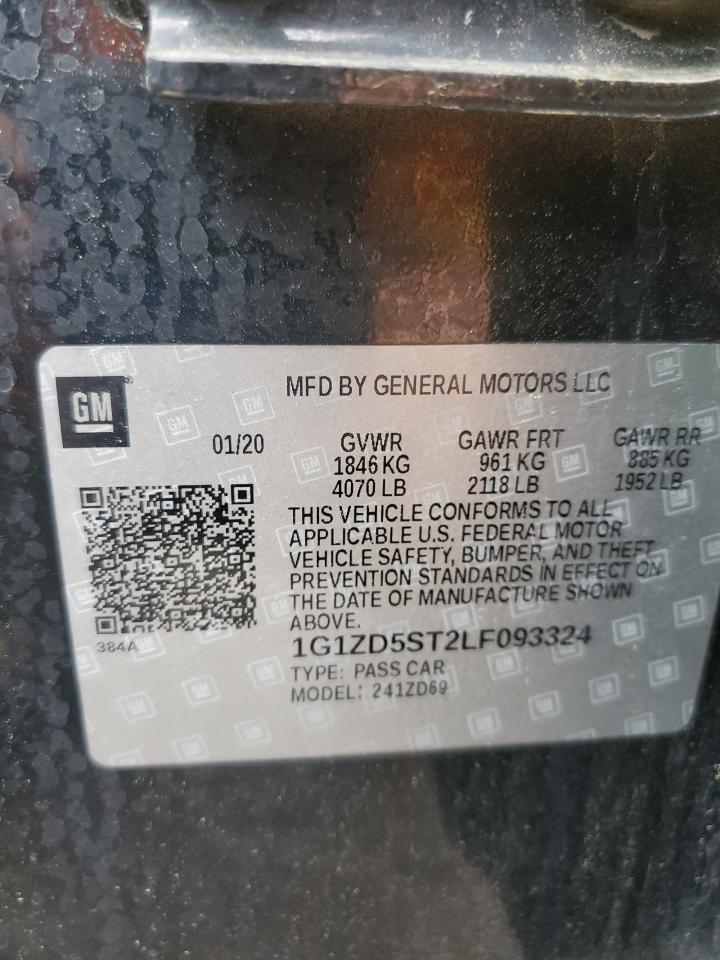 GM
MFD BY GENERAL MOTORS LLC
01/20 GVWR GAWR FRT GAWR RR
1846 KG 961 KG 885 KG
4070 LB 2118 LB 1952 LB
THIS VEHICLE CONFORMS TO ALL
APPLICABLE U.S. FEDERAL MOTOR
VEHICLE SAFETY, BUMPER, AND THEFT
PREVENTION STANDARDS IN EFFECT ON
THE DATE OF MANUFACTURE SHOWN
ABOVE.
384A
1G1ZD5ST2LF093324
TYPE: PASS CAR
MODEL: 241ZD69